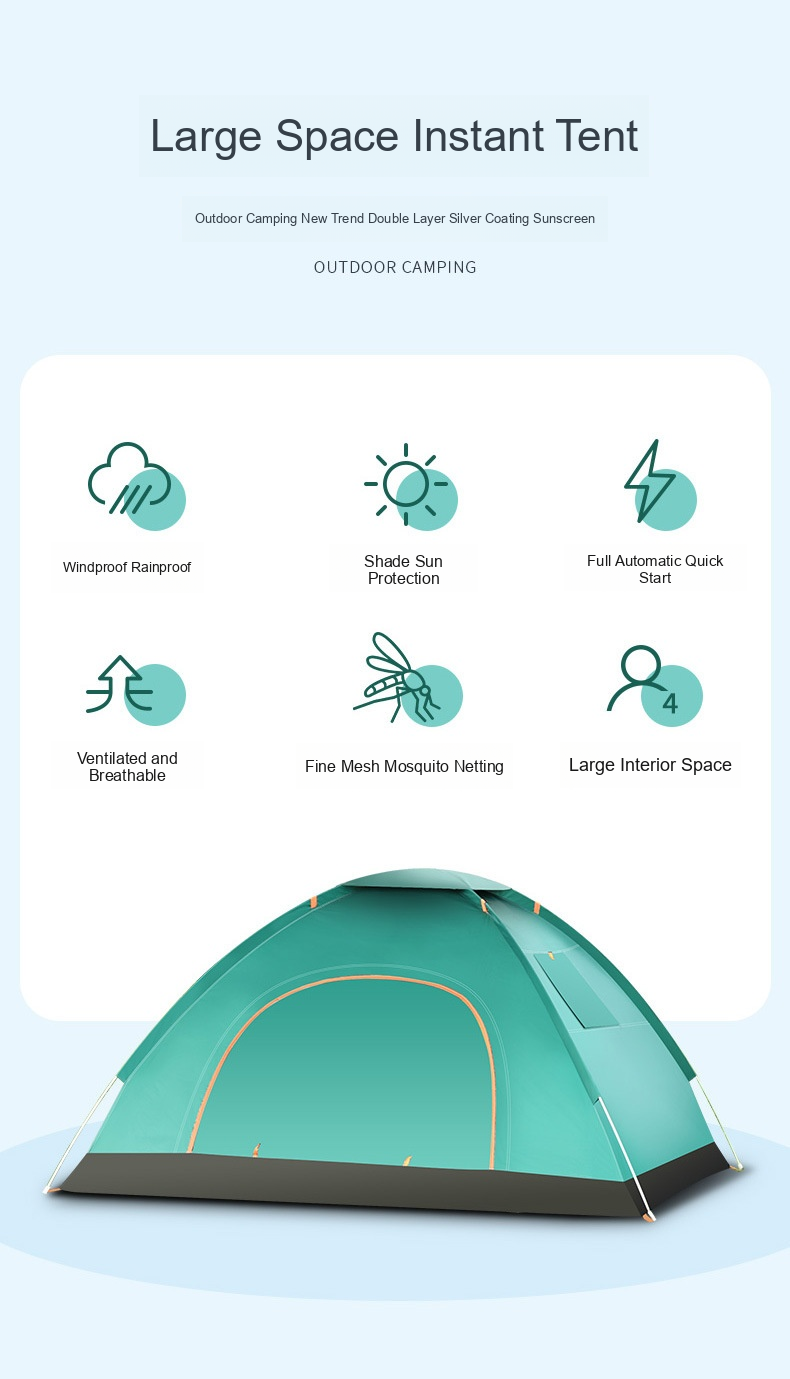 Large Space Instant Tent
Outdoor Camping New Trend Double Layer Silver Coating Sunscreen
OUTDOOR CAMPING
Windproof Rainproof
Shade Sun
Protection
Full Automatic Quick
Start
4
Ventilated and
Breathable
Fine Mesh Mosquito Netting
Large Interior Space